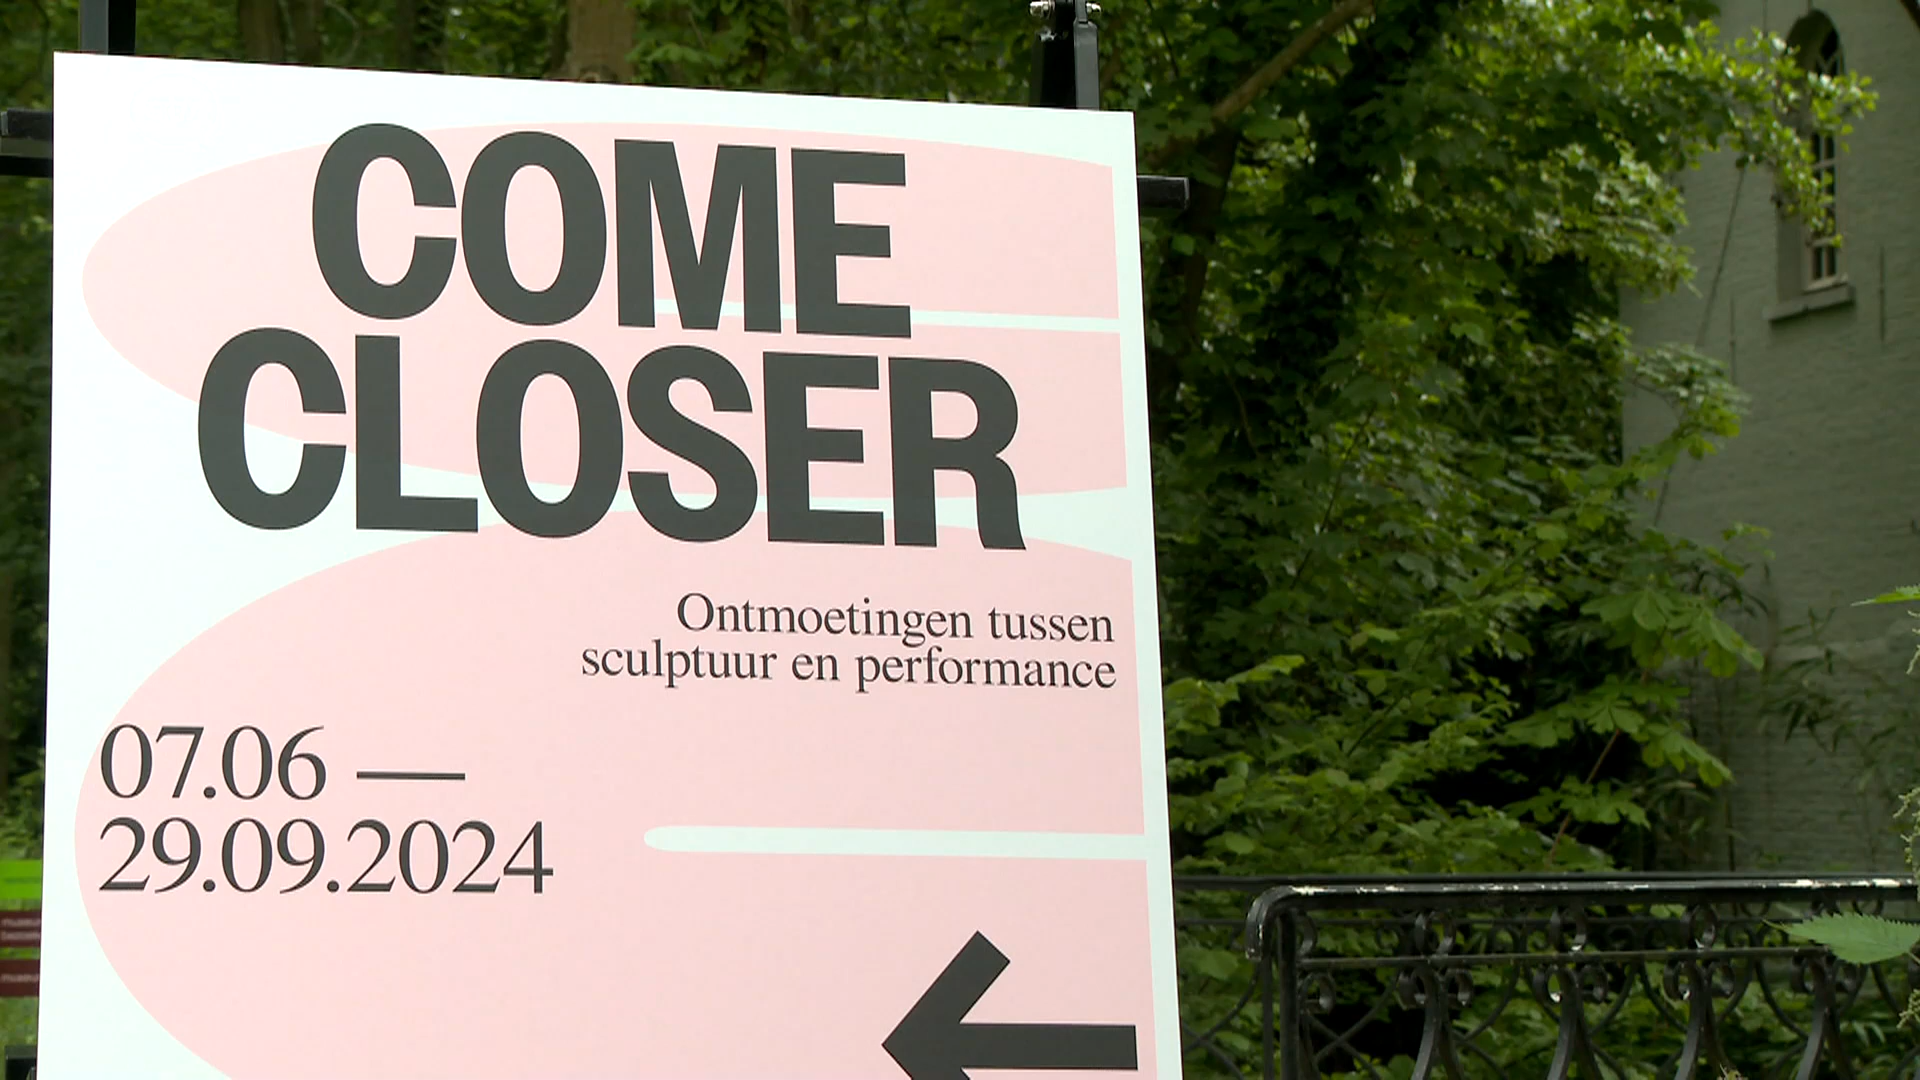 COME
CLOSER
Ontmoetingen tussen
sculptuur en performance
07.06 —
29.09.2024